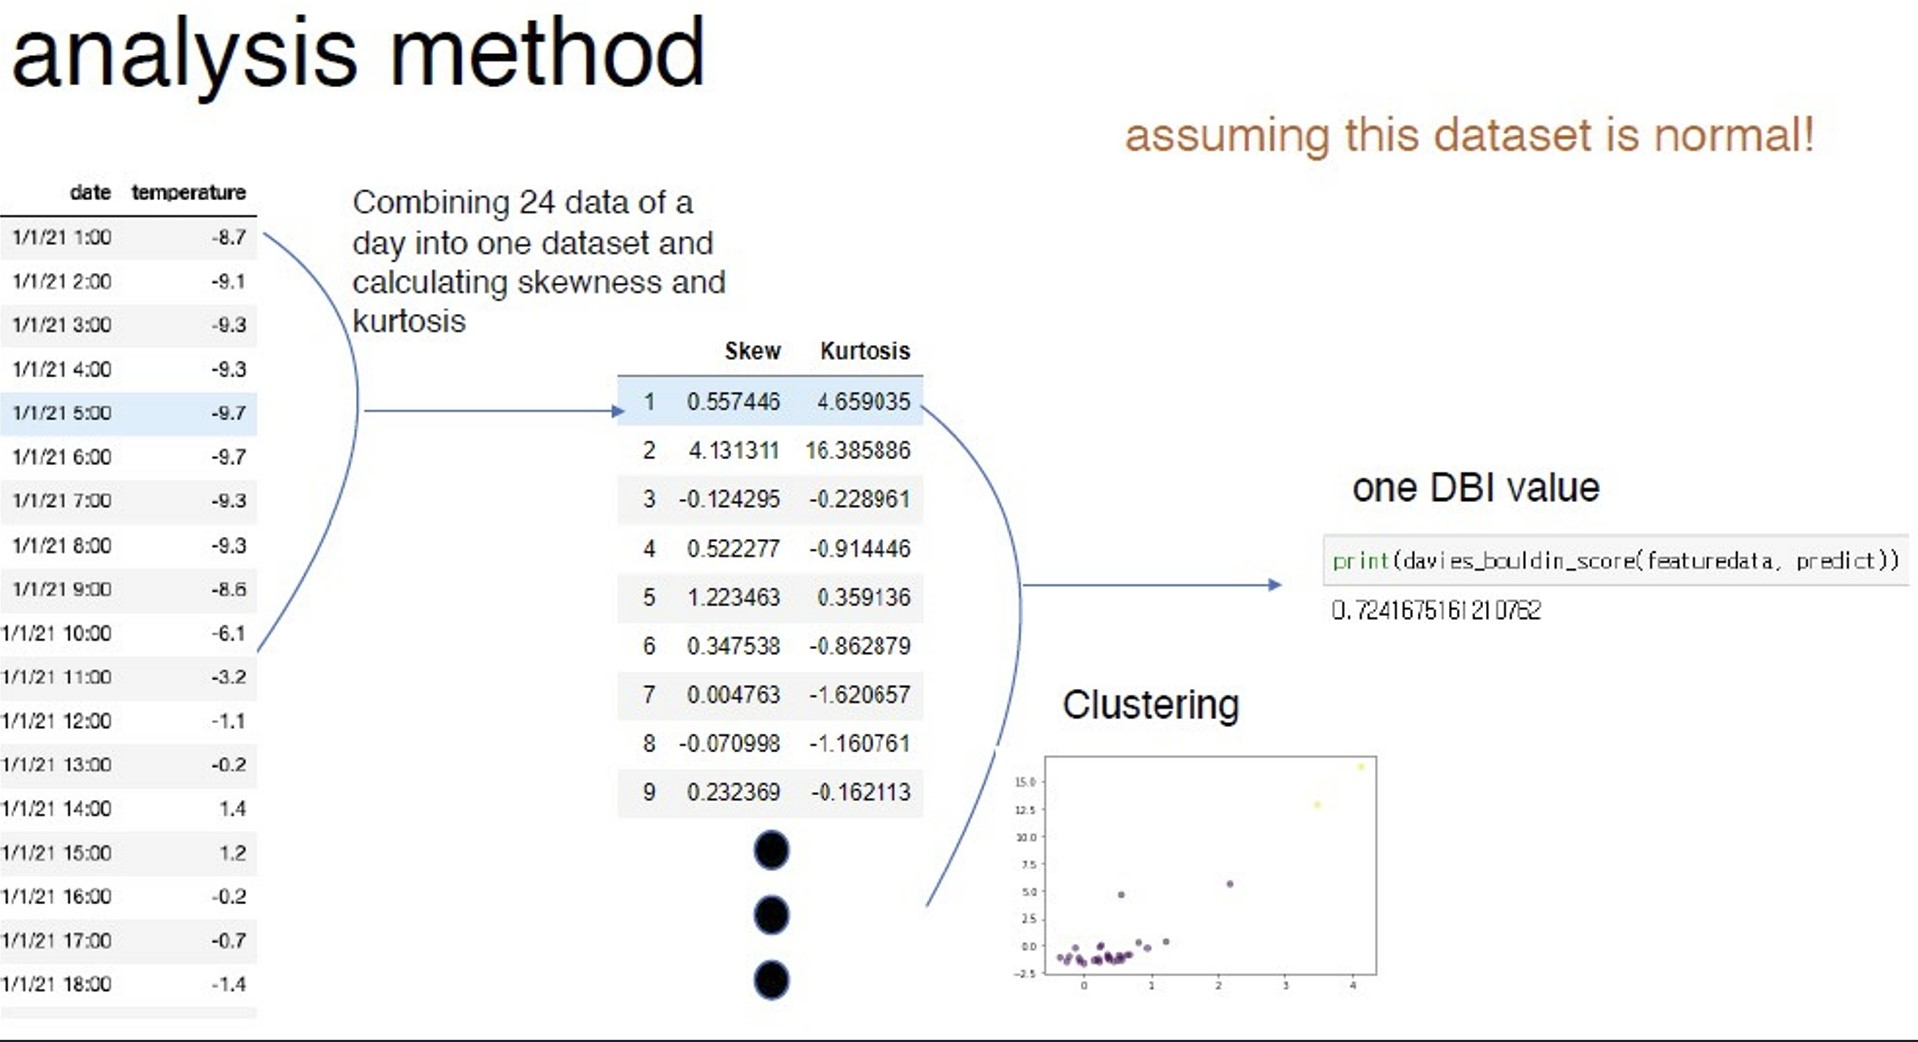 analysis method
assuming this dataset is normal!
date temperature
1/1/21 1:00 -8.7
1/1/21 2:00 -9.1
1/1/21 3:00 -9.3
1/1/21 4:00 -9.3
1/1/21 5:00 -9.7
1/1/21 6:00 -9.7
1/1/21 7:00 -9.3
1/1/21 8:00 -9.3
1/1/21 9:00 -8.6
1/1/21 10:00 -6.1
1/1/21 11:00 -3.2
1/1/21 12:00 -1.1
1/1/21 13:00 -0.2
1/1/21 14:00 1.4
1/1/21 15:00 1.2
1/1/21 16:00 -0.2
1/1/21 17:00 -0.7
1/1/21 18:00 -1.4
Combining 24 data of a
day into one dataset and
calculating skewness and
kurtosis
Skew Kurtosis
1 0.557446 4.659035
2 4.131311 16.385886
3 -0.124295 -0.228961
4 0.522277 -0.914446
5 1.223463 0.359136
6 0.347538 -0.862879
7 0.004763 -1.620657
8 -0.070998 -1.160761
9 0.232369 -0.162113
one DBI value
print(davies_bouldin_score(featuredata, predict))
0.7241675161210762
Clustering
15.0
12.5
10.0
7.5
5.0
2.5
0.0
-2.5
0 1 2 3 4